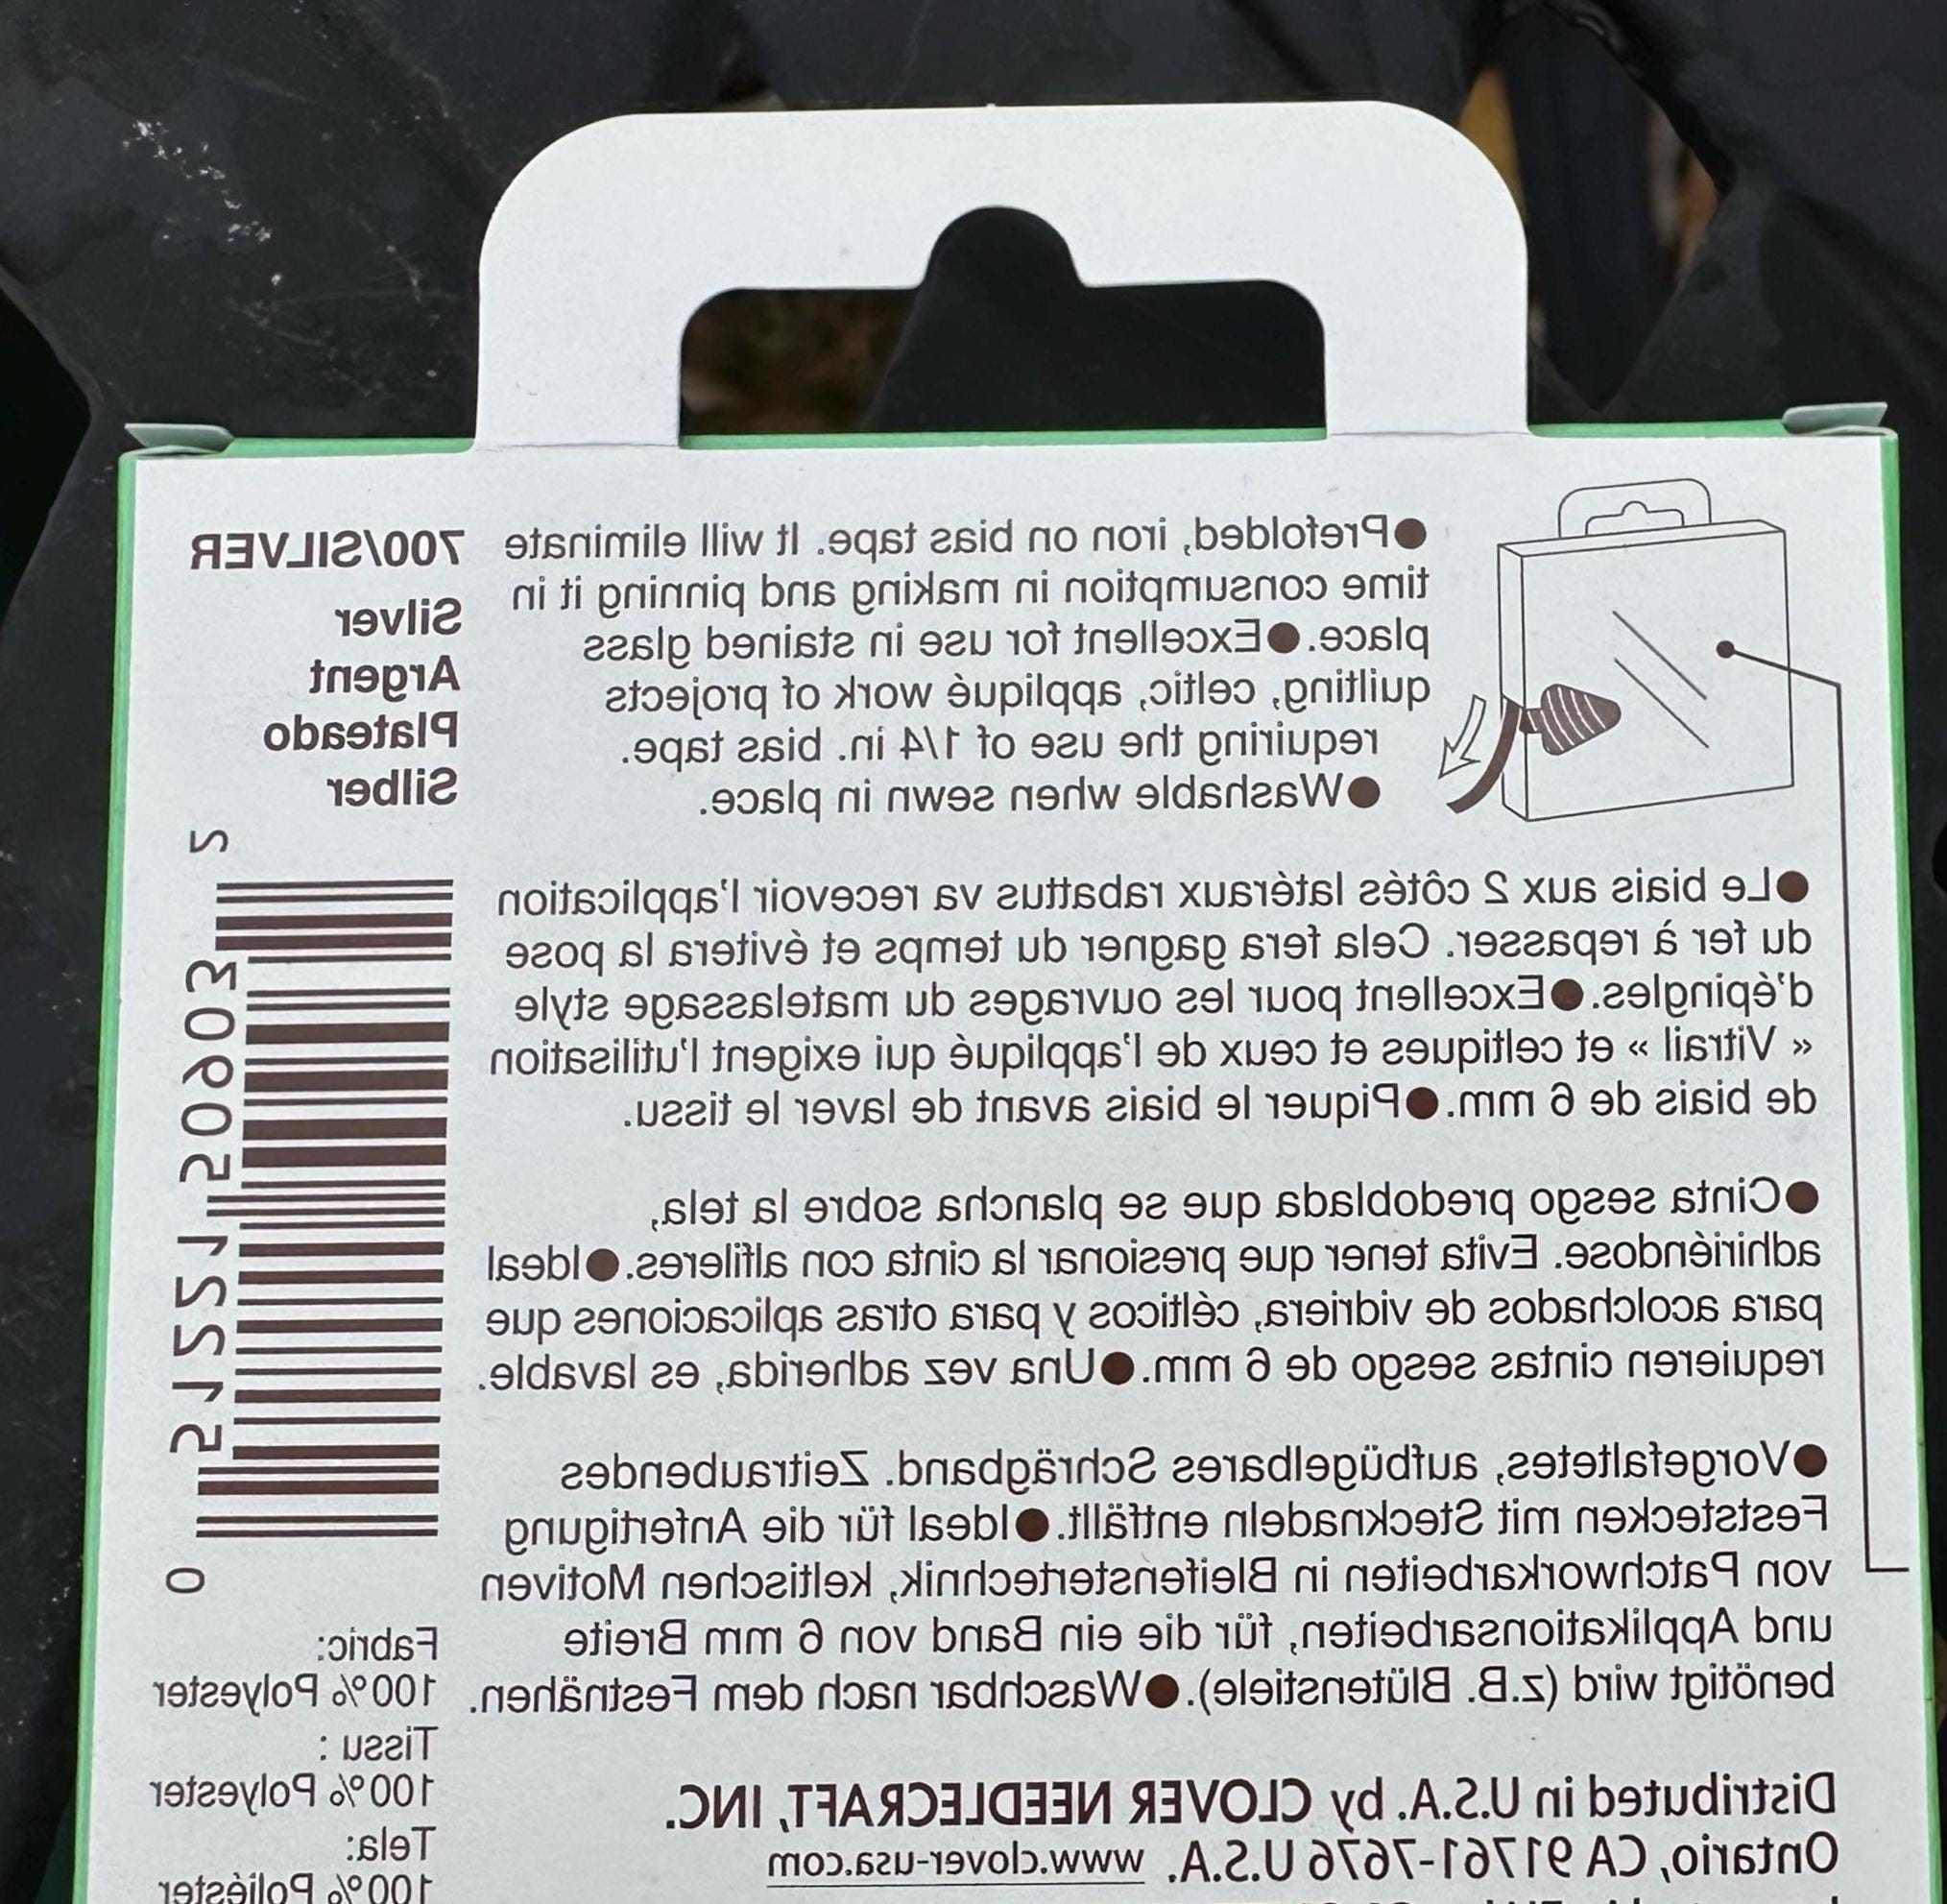 ●Prefolded, iron on bias tape. It will eliminate
time consumption in making and pinning it in
place.●Excellent for use in stained glass
quilting, celtic, appliqué work of projects
requiring the use of 1/4 in. bias tape.
●Washable when sewn in place.
●Le biais aux 2 côtés latéraux rabattus va recevoir l'application
du fer à repasser. Cela fera gagner du temps et évitera la pose
d'épingles.●Excellent pour les ouvrages du matelassage style
« Vitrail » et celtiques et ceux de l'appliqué qui exigent l'utilisation
de biais de 6 mm.●Piquer le biais avant de laver le tissu.
●Cinta sesgo predoblada que se plancha sobre la tela,
adhiriéndose. Evita tener que presionar la cinta con alfileres.●Ideal
para acolchados de vidriera, célticos y para otras aplicaciones que
requieren cintas sesgo de 6 mm.●Una vez adherida, es lavable.
●Vorgefaltetes, aufbügelbares Schrägband. Zeitraubendes
Feststecken mit Stecknadeln entfällt.●Ideal für die Anfertigung
von Patchworkarbeiten in Bleifenstertechnik, keltischen Motiven
und Applikationsarbeiten, für die ein Band von 6 mm Breite
benötigt wird (z.B. Blütenstiele).●Waschbar nach dem Festnähen.
Distributed in U.S.A. by CLOVER NEEDLECRAFT, INC.
Ontario, CA 91761-7676 U.S.A. www.clover-usa.com
700/SILVER
Silver
Argent
Plateado
Silber
0 51221 50903 2
Fabric:
100% Polyester
Tissu :
100% Polyester
Tela:
100% Poliéster